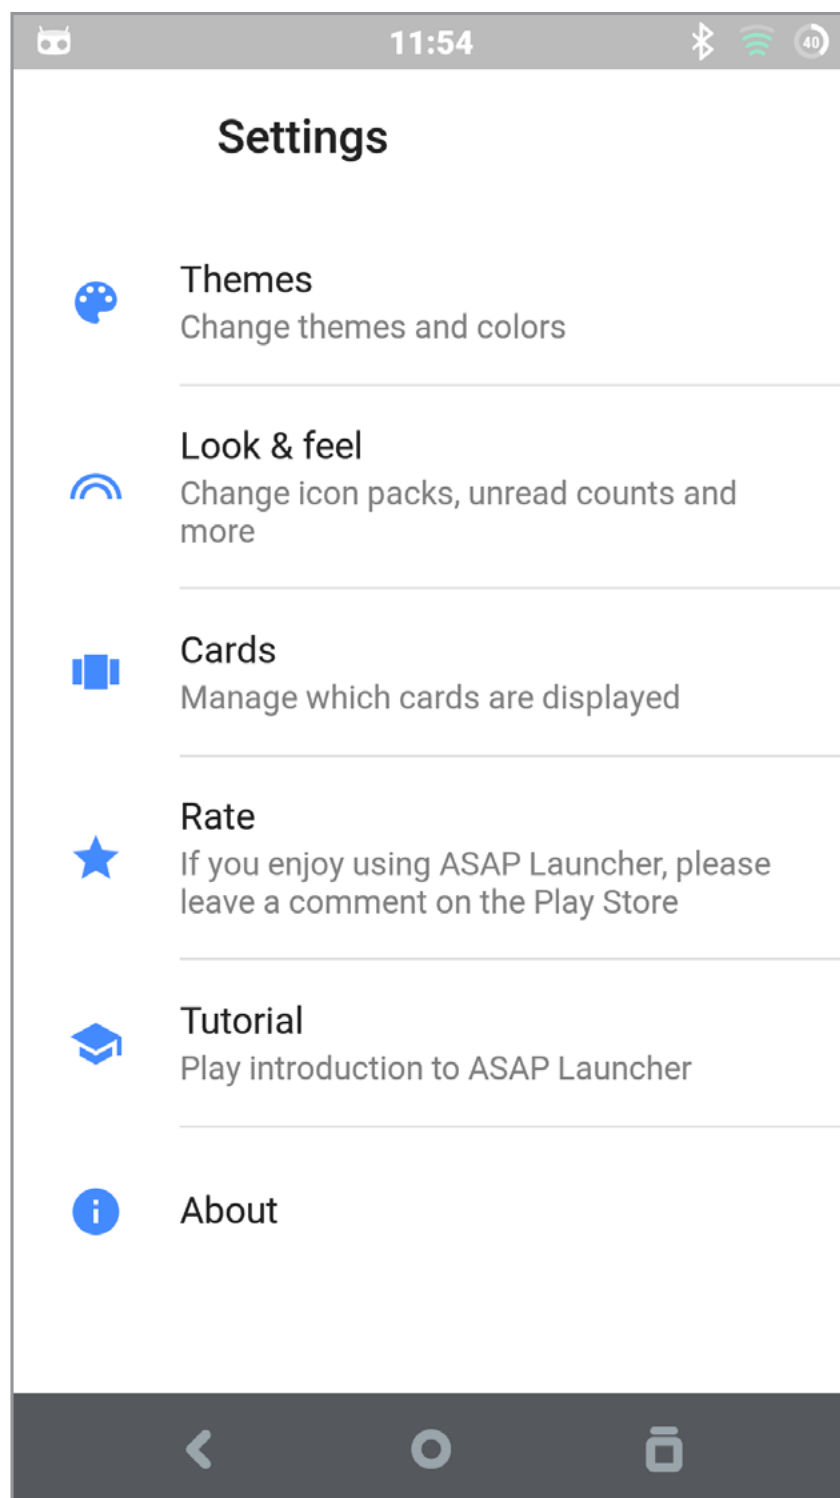 11:54
40
Settings
Themes
Change themes and colors
Look & feel
Change icon packs, unread counts and
more
Cards
Manage which cards are displayed
Rate
If you enjoy using ASAP Launcher, please
leave a comment on the Play Store
Tutorial
Play introduction to ASAP Launcher
About